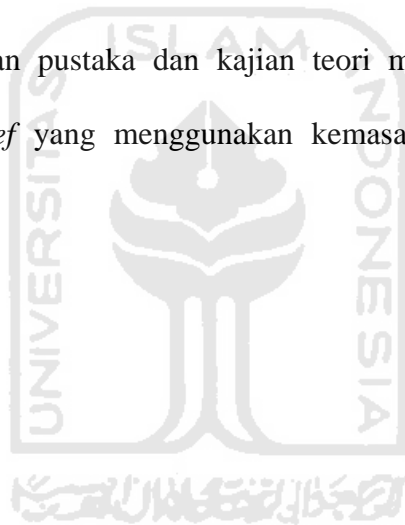 ISLAM
an pustaka dan kajian teori m
ef yang menggunakan kemasa
UNIVERSITAS
INDONESIA